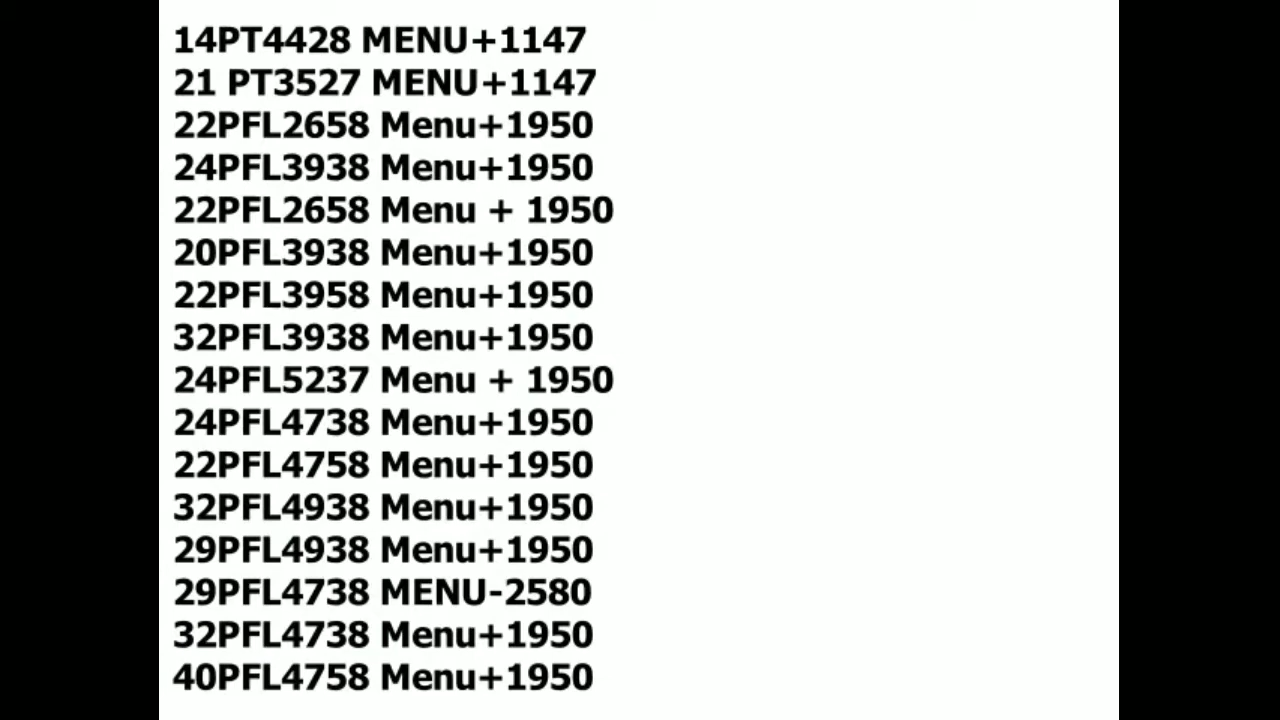 14PT4428 MENU+1147
21 PT3527 MENU+1147
22PFL2658 Menu+1950
24PFL3938 Menu+1950
22PFL2658 Menu + 1950
20PFL3938 Menu+1950
22PFL3958 Menu+1950
32PFL3938 Menu+1950
24PFL5237 Menu + 1950
24PFL4738 Menu+1950
22PFL4758 Menu+1950
32PFL4938 Menu+1950
29PFL4938 Menu+1950
29PFL4738 MENU-2580
32PFL4738 Menu+1950
40PFL4758 Menu+1950